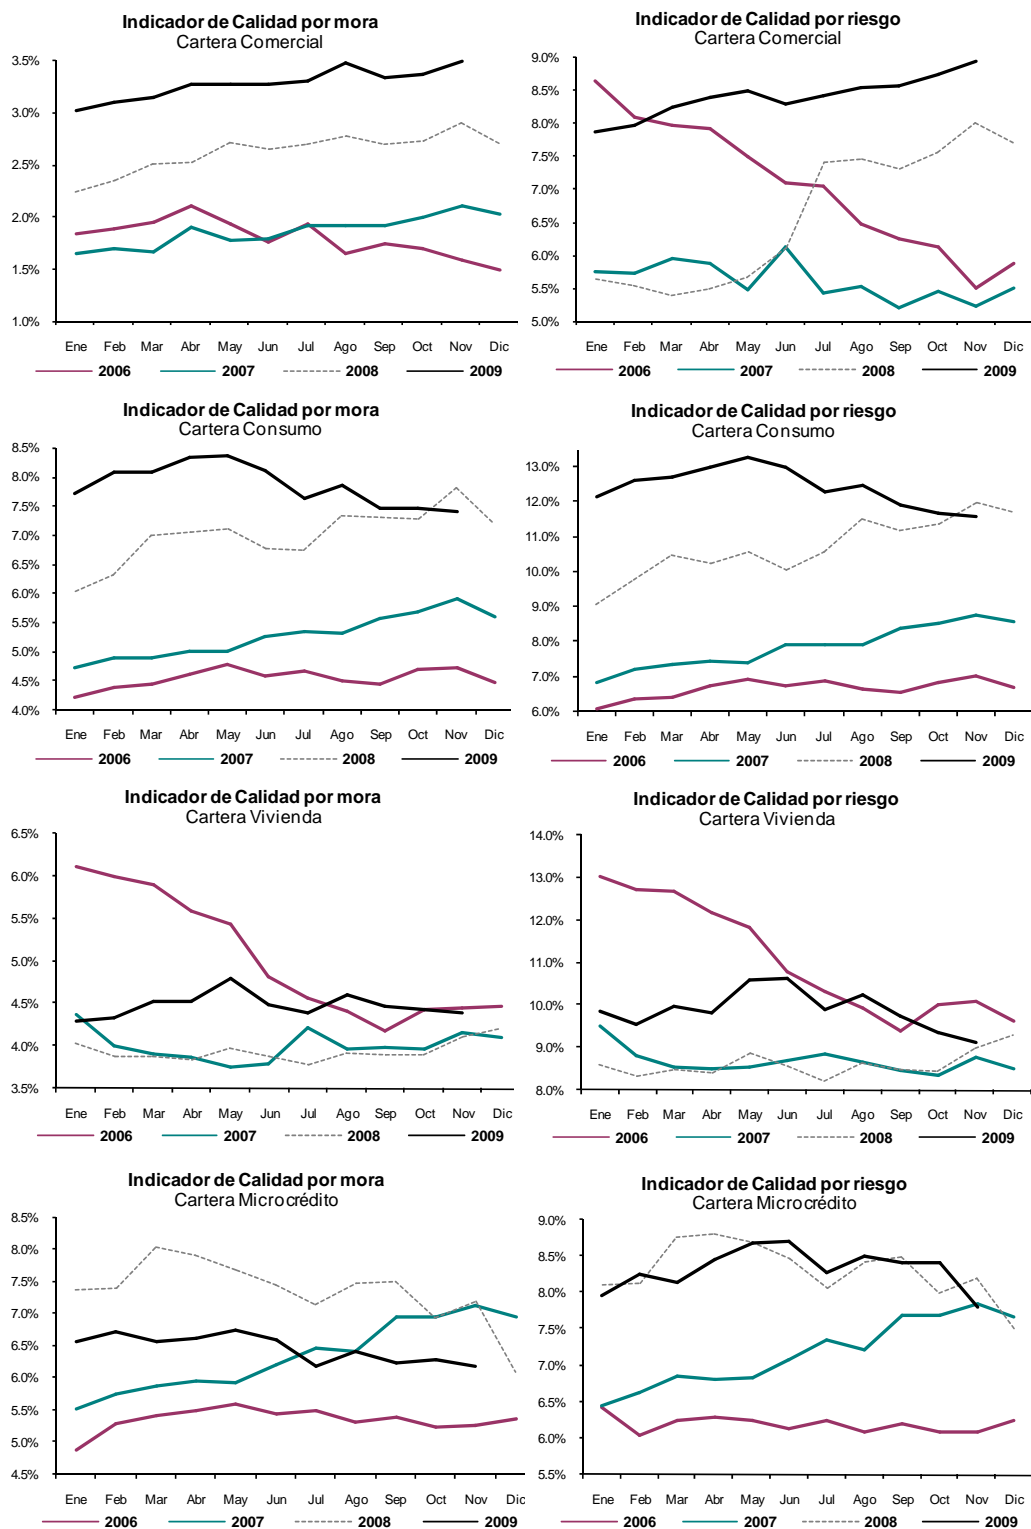 Indicador de Calidad por mora
Cartera Comercial
3.5%
3.0%
2.5%
2.0%
1.5%
1.0%
Ene Feb Mar Abr May Jun Jul Ago Sep Oct Nov Dic
2006 2007 2008 2009
Indicador de Calidad por riesgo
Cartera Comercial
9.0%
8.5%
8.0%
7.5%
7.0%
6.5%
6.0%
5.5%
5.0%
Ene Feb Mar Abr May Jun Jul Ago Sep Oct Nov Dic
2006 2007 2008 2009
Indicador de Calidad por mora
Cartera Consumo
8.5%
8.0%
7.5%
7.0%
6.5%
6.0%
5.5%
5.0%
4.5%
4.0%
Ene Feb Mar Abr May Jun Jul Ago Sep Oct Nov Dic
2006 2007 2008 2009
Indicador de Calidad por riesgo
Cartera Consumo
13.0%
12.0%
11.0%
10.0%
9.0%
8.0%
7.0%
6.0%
Ene Feb Mar Abr May Jun Jul Ago Sep Oct Nov Dic
2006 2007 2008 2009
Indicador de Calidad por mora
Cartera Vivienda
6.5%
6.0%
5.5%
5.0%
4.5%
4.0%
3.5%
Ene Feb Mar Abr May Jun Jul Ago Sep Oct Nov Dic
2006 2007 2008 2009
Indicador de Calidad por riesgo
Cartera Vivienda
14.0%
13.0%
12.0%
11.0%
10.0%
9.0%
8.0%
Ene Feb Mar Abr May Jun Jul Ago Sep Oct Nov Dic
2006 2007 2008 2009
Indicador de Calidad por mora
Cartera Microcrédito
8.5%
8.0%
7.5%
7.0%
6.5%
6.0%
5.5%
5.0%
4.5%
Ene Feb Mar Abr May Jun Jul Ago Sep Oct Nov Dic
2006 2007 2008 2009
Indicador de Calidad por riesgo
Cartera Microcrédito
9.0%
8.5%
8.0%
7.5%
7.0%
6.5%
6.0%
5.5%
Ene Feb Mar Abr May Jun Jul Ago Sep Oct Nov Dic
2006 2007 2008 2009